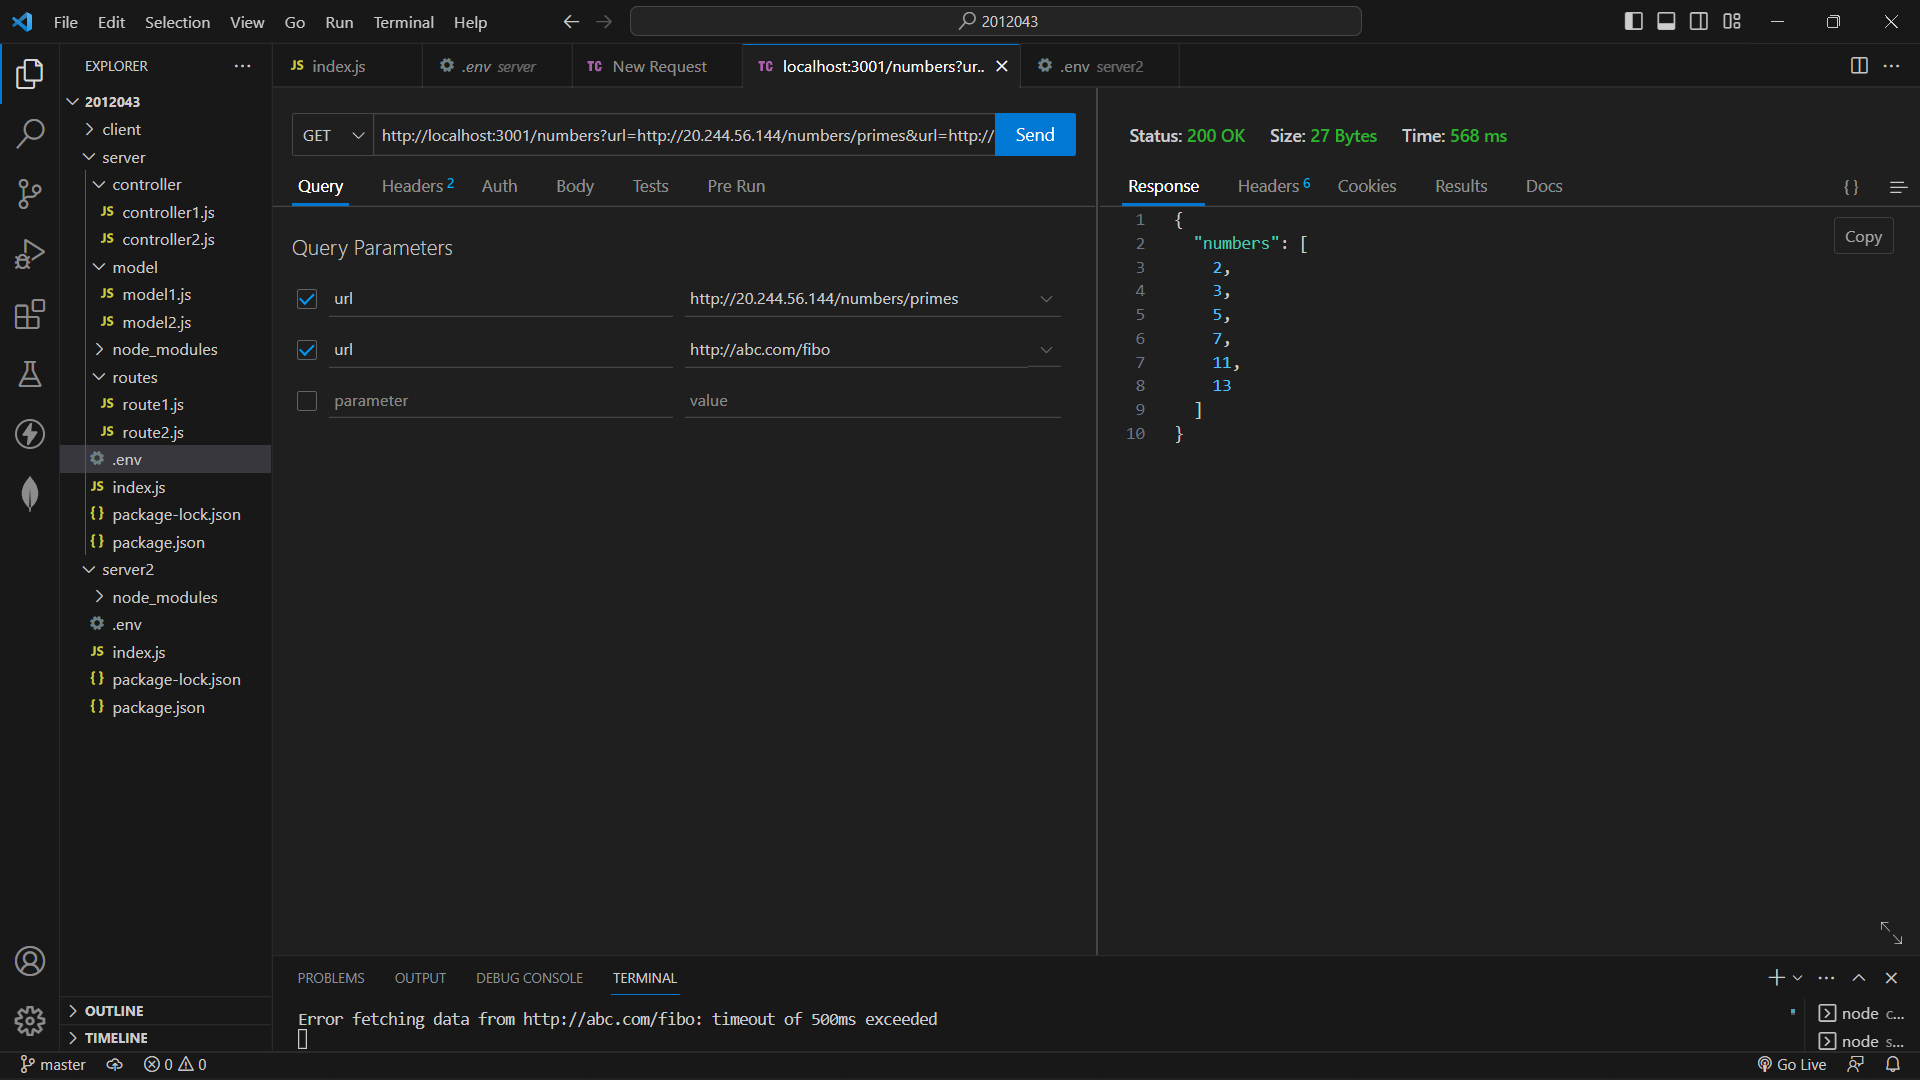 File Edit Selection View Go Run Terminal Help
2012043
EXPLORER
2012043
client
server
controller
JS controller1.js
JS controller2.js
model
JS model1.js
JS model2.js
node_modules
routes
JS route1.js
JS route2.js
.env
JS index.js
{} package-lock.json
{} package.json
server2
node_modules
.env
JS index.js
{} package-lock.json
{} package.json
OUTLINE
TIMELINE
JS index.js
.env server
TC New Request
TC localhost:3001/numbers?ur..
.env server2
GET http://localhost:3001/numbers?url=http://20.244.56.144/numbers/primes&url=http:// Send
Query Headers 2 Auth Body Tests Pre Run
Query Parameters
url http://20.244.56.144/numbers/primes
url http://abc.com/fibo
parameter value
Status: 200 OK Size: 27 Bytes Time: 568 ms
Response Headers 6 Cookies Results Docs { }
Copy
1 {
2 "numbers": [
3 2,
4 3,
5 5,
6 7,
7 11,
8 13
9 ]
10 }
PROBLEMS OUTPUT DEBUG CONSOLE TERMINAL
Error fetching data from http://abc.com/fibo: timeout of 500ms exceeded
node c...
node s...
master 0 0 Go Live